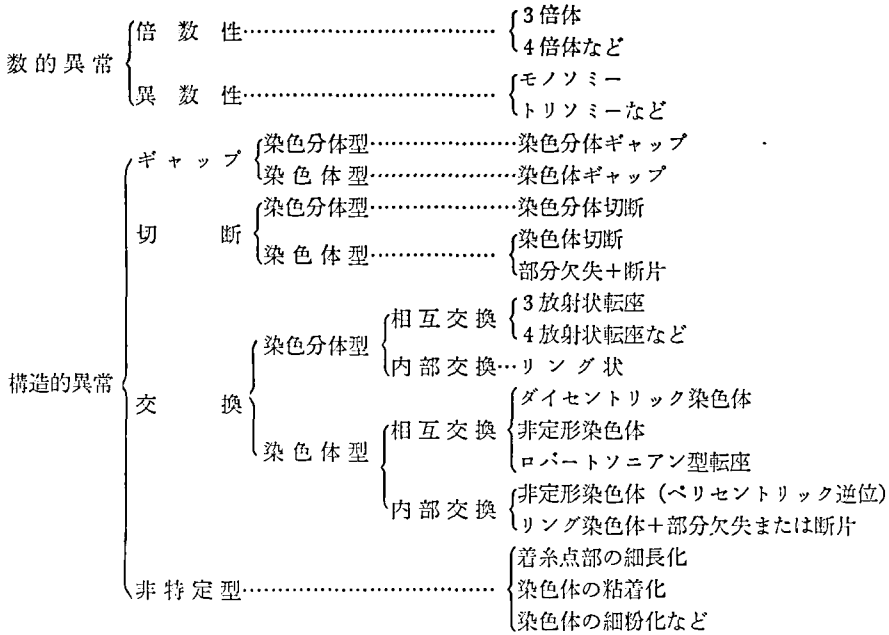 数的異常
倍数性…………………………………3倍体
4倍体など
異数性…………………………………モノソミー
トリソミーなど
構造的異常
ギャップ
染色分体型………………染色分体ギャップ
染色体型………………染色体ギャップ
切断
染色分体型………………染色分体切断
染色体型………………染色体切断
部分欠失+断片
交換
染色分体型
相互交換
3放射状転座
4放射状転座など
内部交換…リング状
染色体型
相互交換
ダイセントリック染色体
非定形染色体
ロバートソニアン型転座
内部交換
非定形染色体(ペリセントリック逆位)
リング染色体+部分欠失または断片
非特定型…………………………………着糸点部の細長化
染色体の粘着化
染色体の細粉化など